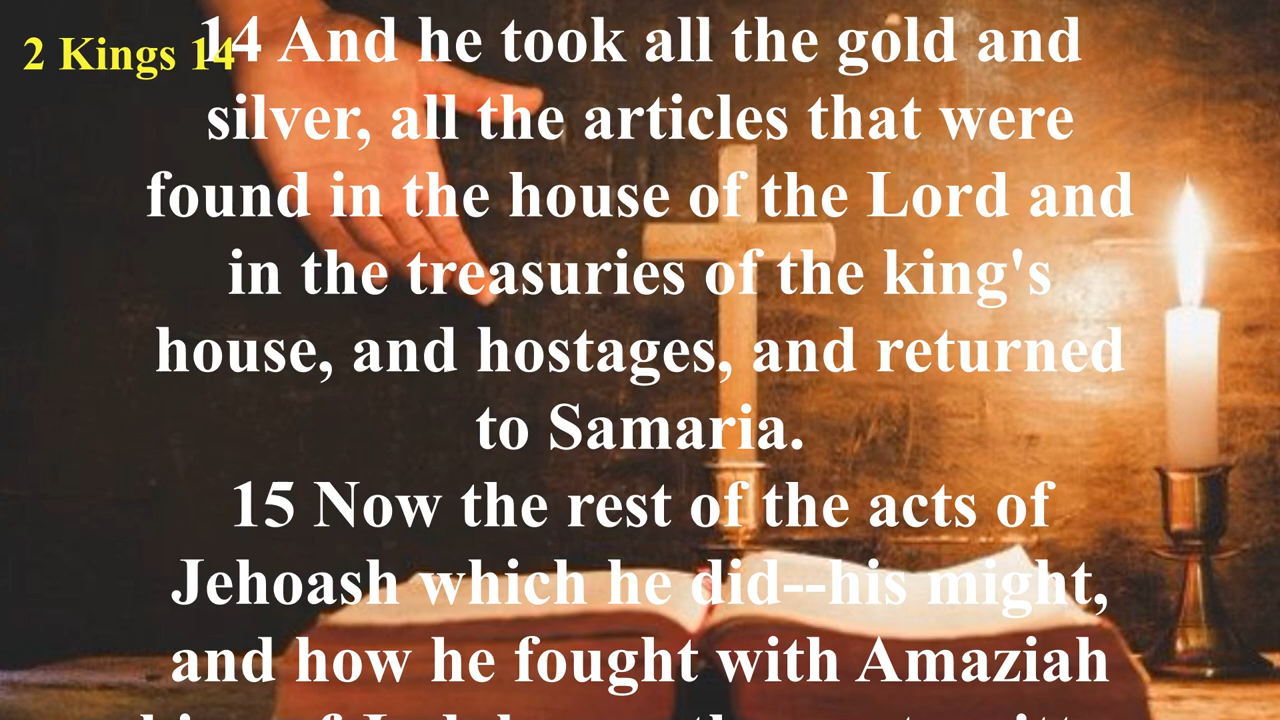 2 Kings 14
14 And he took all the gold and
silver, all the articles that were
found in the house of the Lord and
in the treasuries of the king's
house, and hostages, and returned
to Samaria.
15 Now the rest of the acts of
Jehoash which he did--his might,
and how he fought with Amaziah